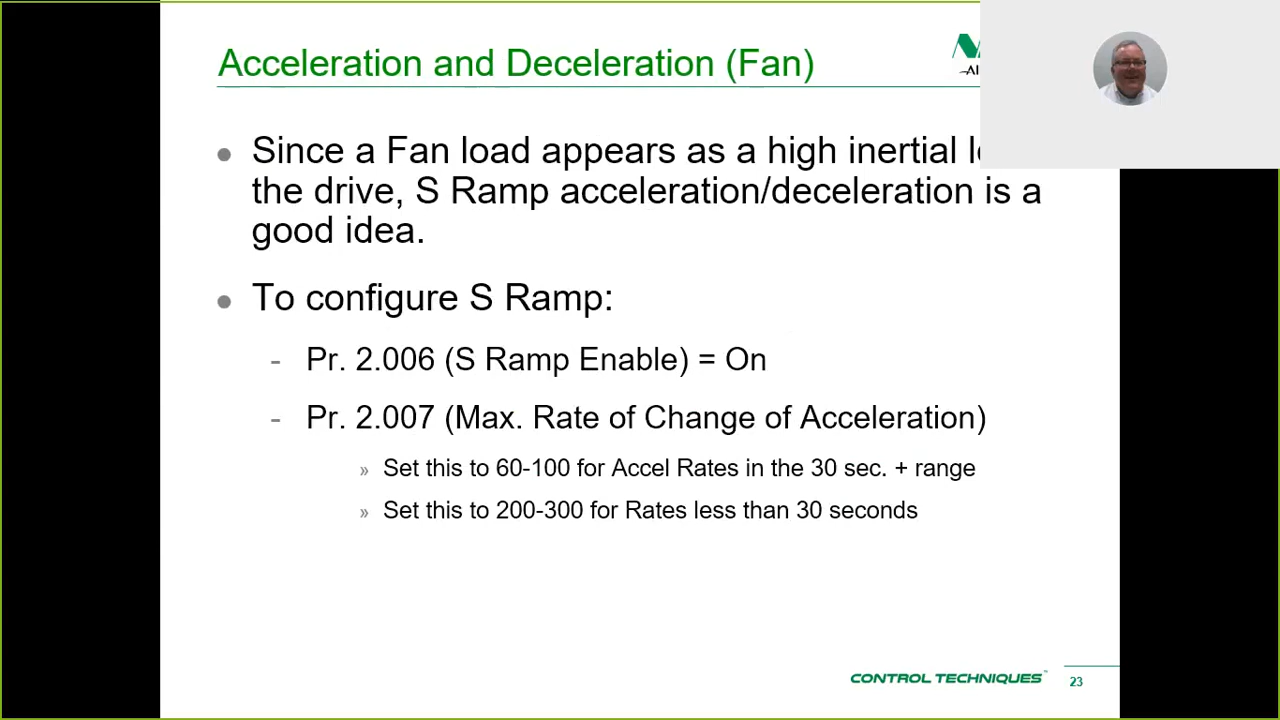 Acceleration and Deceleration (Fan)
Since a Fan load appears as a high inertial
the drive, S Ramp acceleration/deceleration is a
good idea.
To configure S Ramp:
- Pr. 2.006 (S Ramp Enable) = On
- Pr. 2.007 (Max. Rate of Change of Acceleration)
» Set this to 60-100 for Accel Rates in the 30 sec. + range
» Set this to 200-300 for Rates less than 30 seconds
CONTROL TECHNIQUES™
23